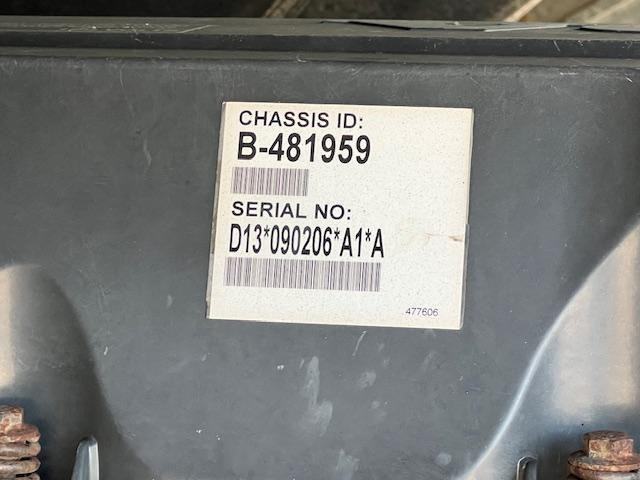 CHASSIS ID:
B-481959
SERIAL NO:
D13*090206*A1*A
477606